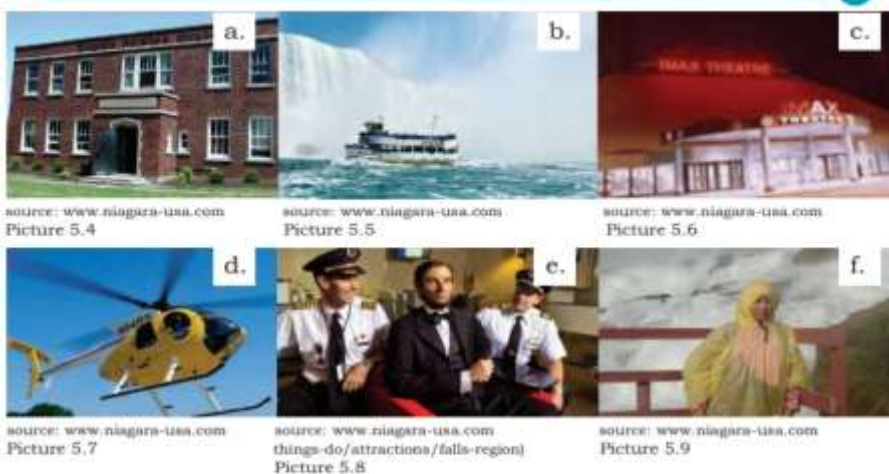 a.
b.
c.
IMAX THEATRE
IMAX
THEATRE
source: www.niagara-usa.com
Picture 5.4
source: www.niagara-usa.com
Picture 5.5
source: www.niagara-usa.com
Picture 5.6
d.
e.
f.
source: www.niagara-usa.com
Picture 5.7
source: www.niagara-usa.com
things-do/attractions/falls-region)
Picture 5.8
source: www.niagara-usa.com
Picture 5.9